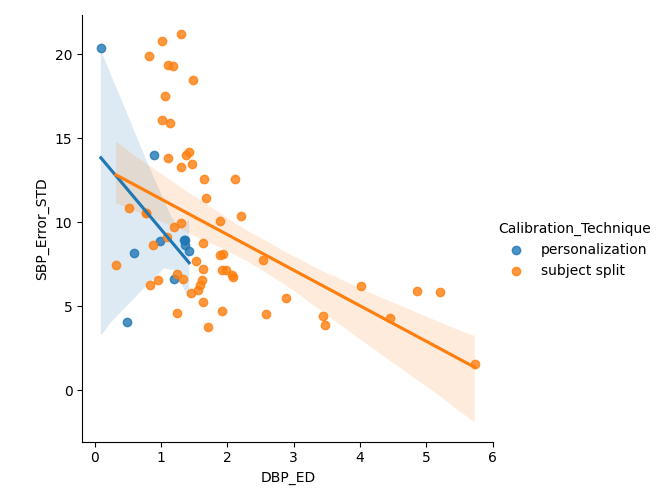 20
15
10
5
0
SBP_Error_STD
0 1 2 3 4 5 6
DBP_ED
Calibration_Technique
personalization
subject split